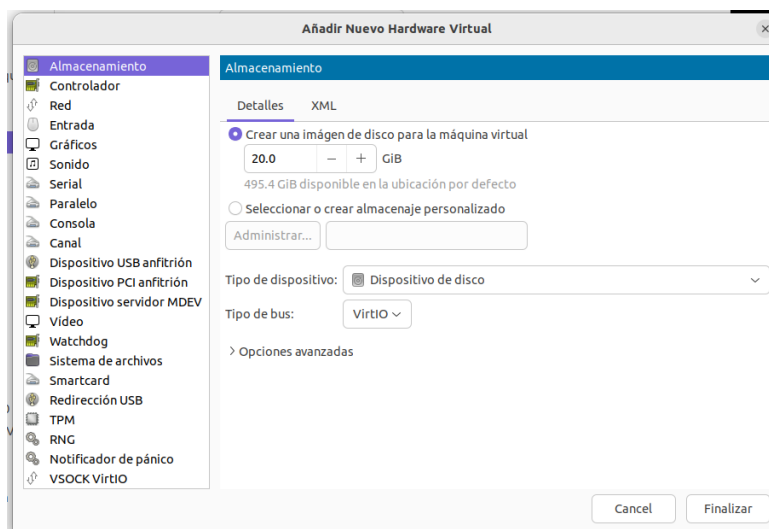 Añadir Nuevo Hardware Virtual
Almacenamiento
Controlador
Red
Entrada
Gráficos
Sonido
Serial
Paralelo
Consola
Canal
Dispositivo USB anfitrión
Dispositivo PCI anfitrión
Dispositivo servidor MDEV
Vídeo
Watchdog
Sistema de archivos
Smartcard
Redirección USB
TPM
RNG
Notificador de pánico
VSOCK VirtIO
Almacenamiento
Detalles XML
Crear una imágen de disco para la máquina virtual
20.0 − + GiB
495.4 GiB disponible en la ubicación por defecto
Seleccionar o crear almacenaje personalizado
Administrar...
Tipo de dispositivo: Dispositivo de disco
Tipo de bus: VirtIO
Opciones avanzadas
Cancel Finalizar